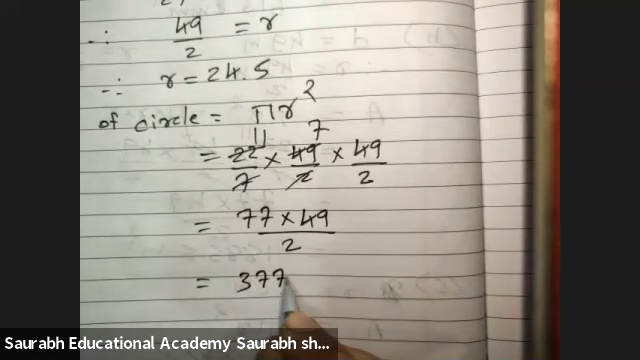 ∴ 49/2 = r
∴ r = 24.5
of circle = πr²
11 7
= 22/7 × 49/2 × 49/2
= 77 × 49 / 2
= 377
Saurabh Educational Academy Saurabh sh...